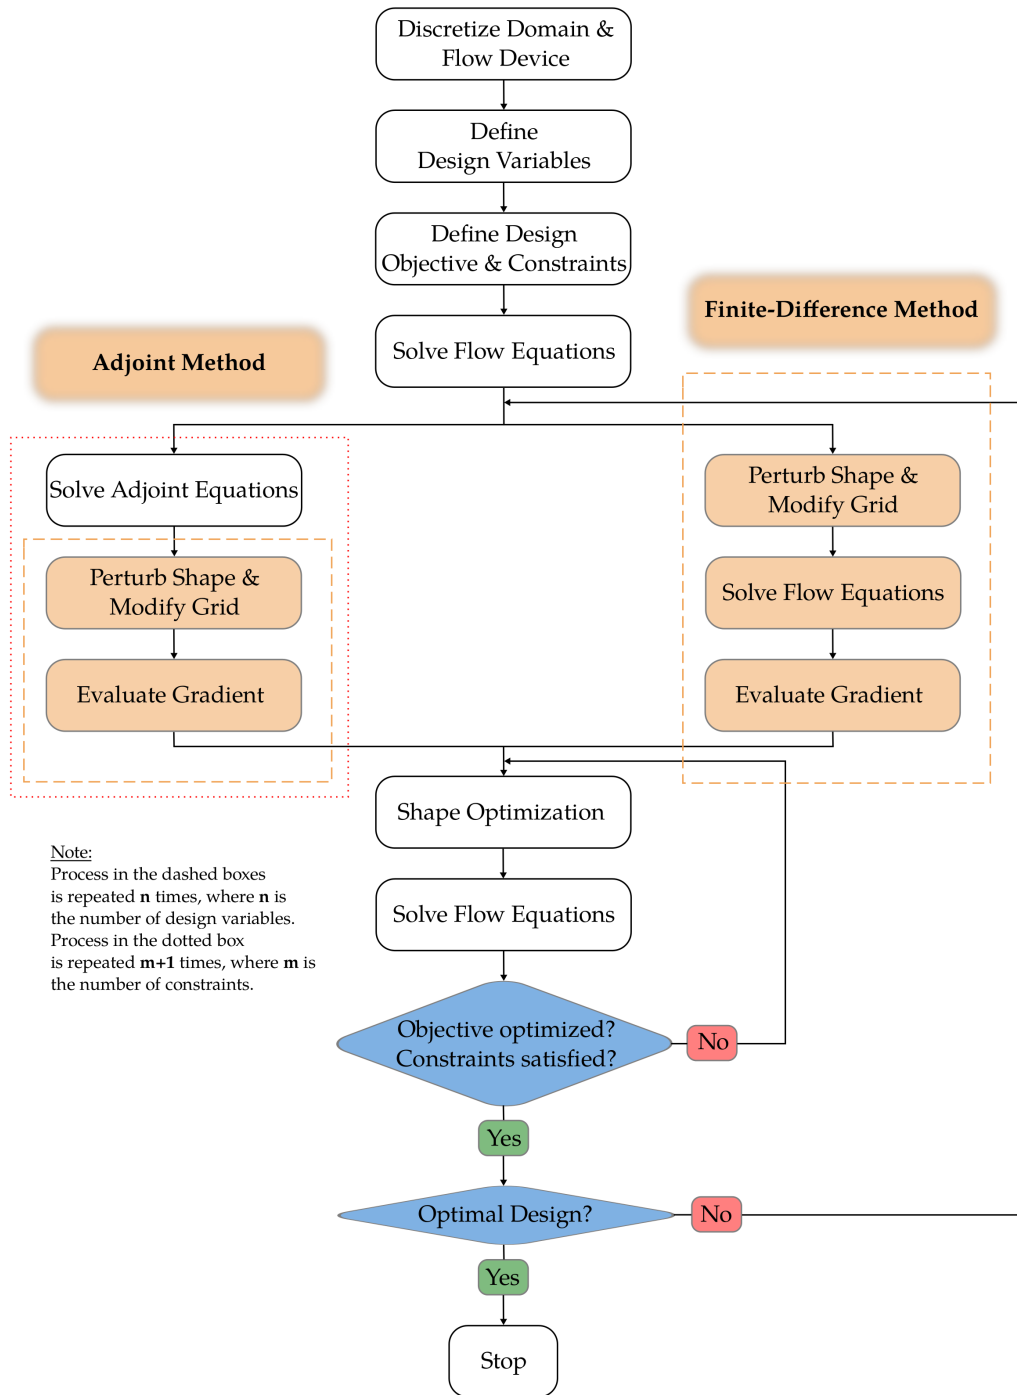 Discretize Domain &
Flow Device
Define
Design Variables
Define Design
Objective & Constraints
Solve Flow Equations
Adjoint Method
Finite-Difference Method
Solve Adjoint Equations
Perturb Shape &
Modify Grid
Evaluate Gradient
Perturb Shape &
Modify Grid
Solve Flow Equations
Evaluate Gradient
Shape Optimization
Solve Flow Equations
Note:
Process in the dashed boxes
is repeated n times, where n is
the number of design variables.
Process in the dotted box
is repeated m+1 times, where m is
the number of constraints.
Objective optimized?
Constraints satisfied?
No
Yes
Optimal Design?
No
Yes
Stop